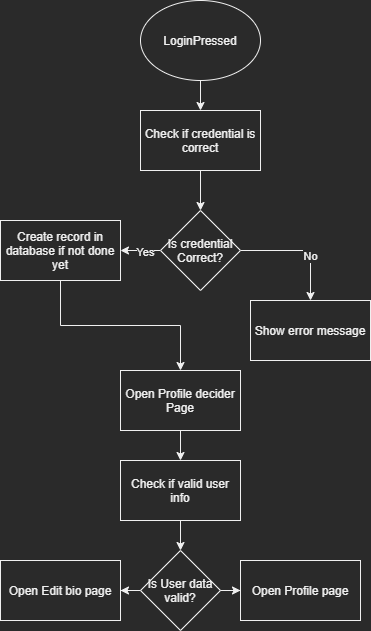 LoginPressed
Check if credential is
correct
Is credential
Correct?
Yes
No
Create record in
database if not done
yet
Show error message
Open Profile decider
Page
Check if valid user
info
Is User data
valid?
Open Edit bio page
Open Profile page